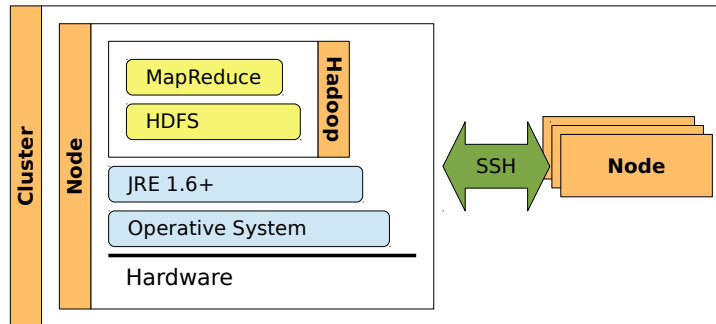 Cluster
Node
MapReduce
HDFS
Hadoop
JRE 1.6+
Operative System
Hardware
SSH
Node